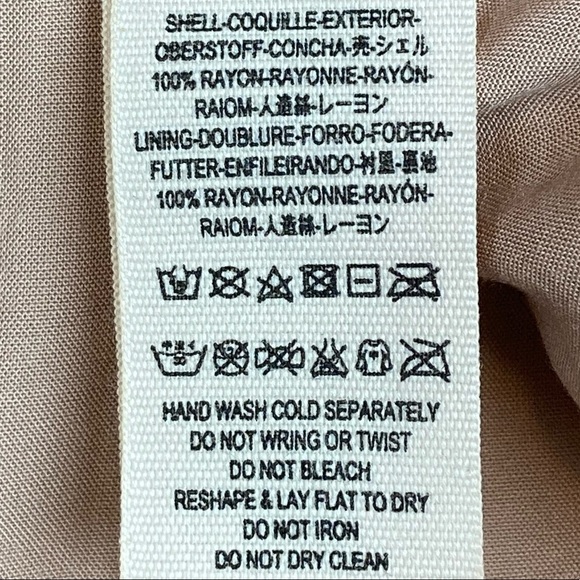 SHELL-COQUILLE-EXTERIOR-
OBERSTOFF-CONCHA-壳-シェル
100% RAYON-RAYONNE-RAYÓN-
RAIOM-人造絲-レーヨン
LINING-DOUBLURE-FORRO-FODERA-
FUTTER-ENFILEIRANDO-衬里-裏地
100% RAYON-RAYONNE-RAYÓN-
RAIOM-人造絲-レーヨン
30
HAND WASH COLD SEPARATELY
DO NOT WRING OR TWIST
DO NOT BLEACH
RESHAPE & LAY FLAT TO DRY
DO NOT IRON
DO NOT DRY CLEAN